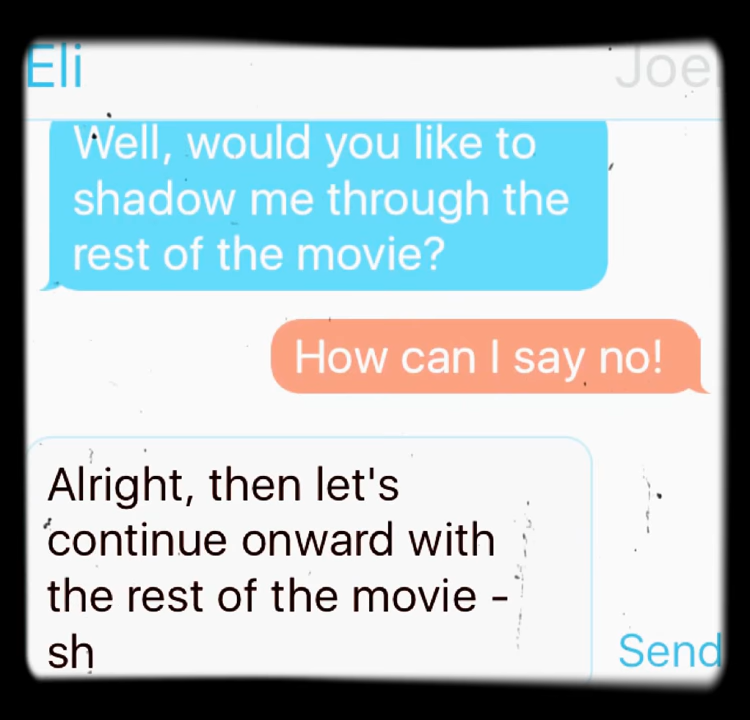 Eli
Joe
Well, would you like to
shadow me through the
rest of the movie?
How can I say no!
Alright, then let's
continue onward with
the rest of the movie -
sh
Send